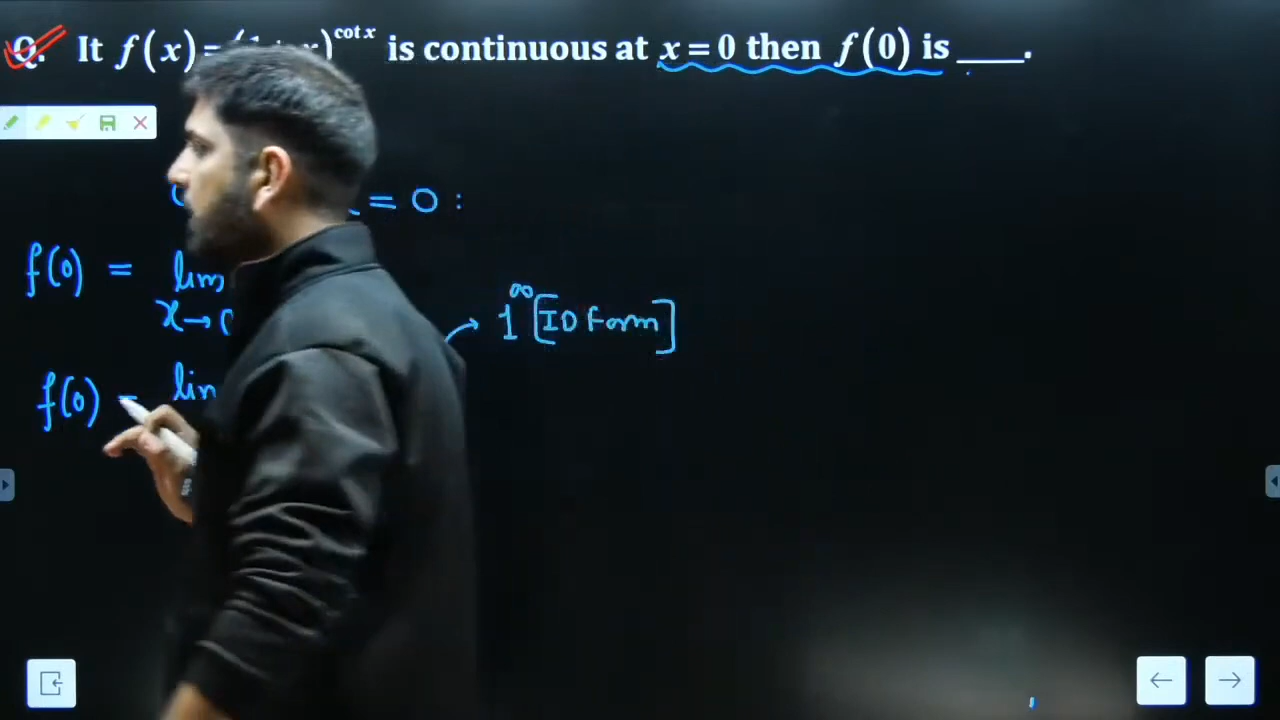 Q. It f(x)= (1 + x)^cot x is continuous at x = 0 then f(0) is ____.
= 0 :
f(0) = lim
x→0
1^∞ [ID Form]
f(0) = lim